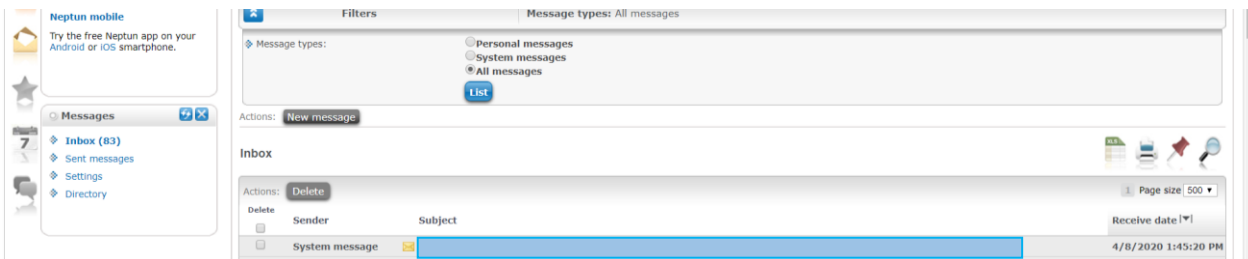 Neptun mobile
Try the free Neptun app on your
Android or iOS smartphone.
Filters
Message types: All messages
Message types:
Personal messages
System messages
All messages
List
Messages
Inbox (83)
Sent messages
Settings
Directory
7
Actions: New message
Inbox
XLS
Actions: Delete
1 Page size 500
Delete
Sender
Subject
Receive date
System message
4/8/2020 1:45:20 PM